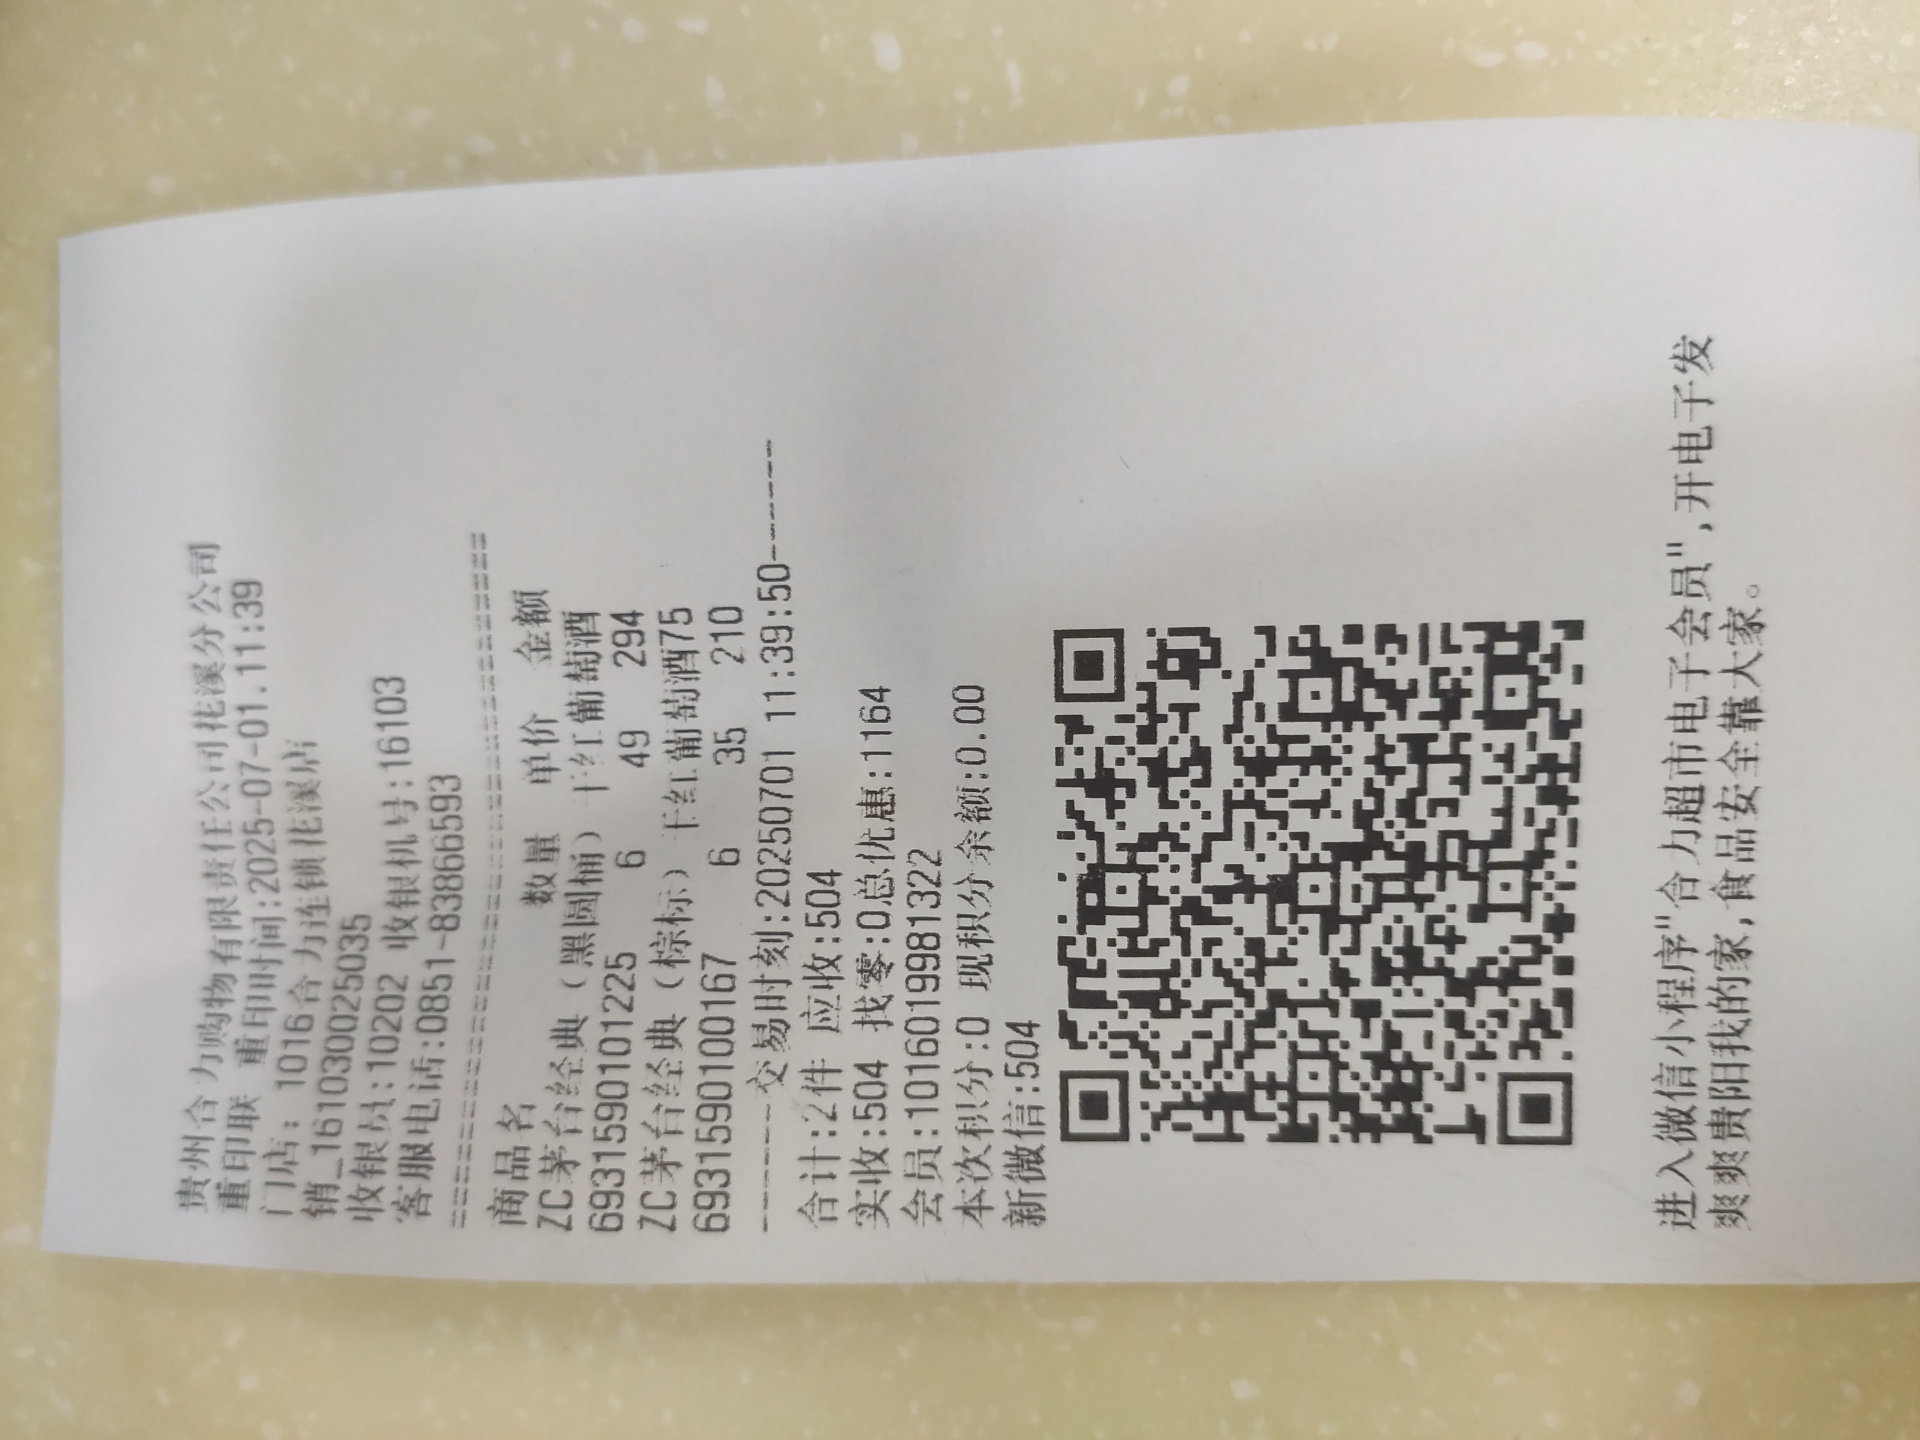 贵州合力购物有限责任公司花溪分公司
重印联 重印时间:2025-07-01.11:39
门店: 1016合力连锁花溪店
销_1610300025035
收银员:10202 收银机号:16103
客服电话:0851-83866593
==============================
商品名 数量 单价 金额
ZC茅台经典（黑圆桶）干红葡萄酒
6931590101225 6 49 294
ZC茅台经典（棕标）干红葡萄酒75
6931590100167 6 35 210
------交易时刻:20250701 11:39:50------
合计:2件 应收:504
实收:504 找零:0总优惠:1164
会员:1016019981322
本次积分:0 现积分余额:0.00
新微信:504
进入微信小程序"合力超市电子会员",开电子发
爽爽贵阳我的家,食品安全靠大家。